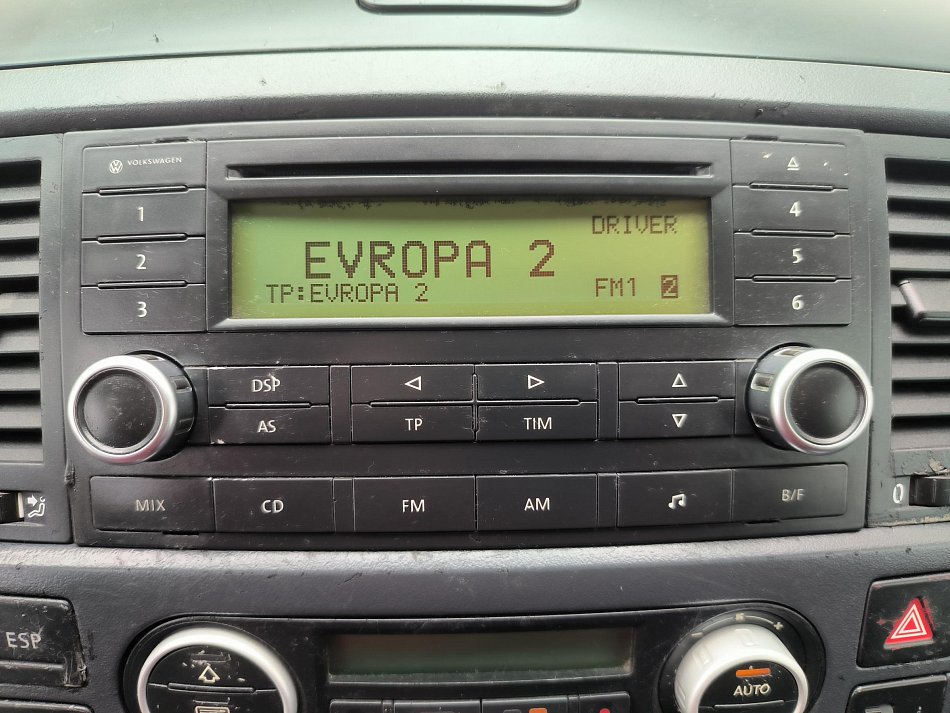 VOLKSWAGEN
1
2
3
DRIVER
EVROPA 2
TP:EVROPA 2
FM1 2
4
5
6
DSP
AS
TP
TIM
MIX
CD
FM
AM
B/F
0
ESP
AUTO